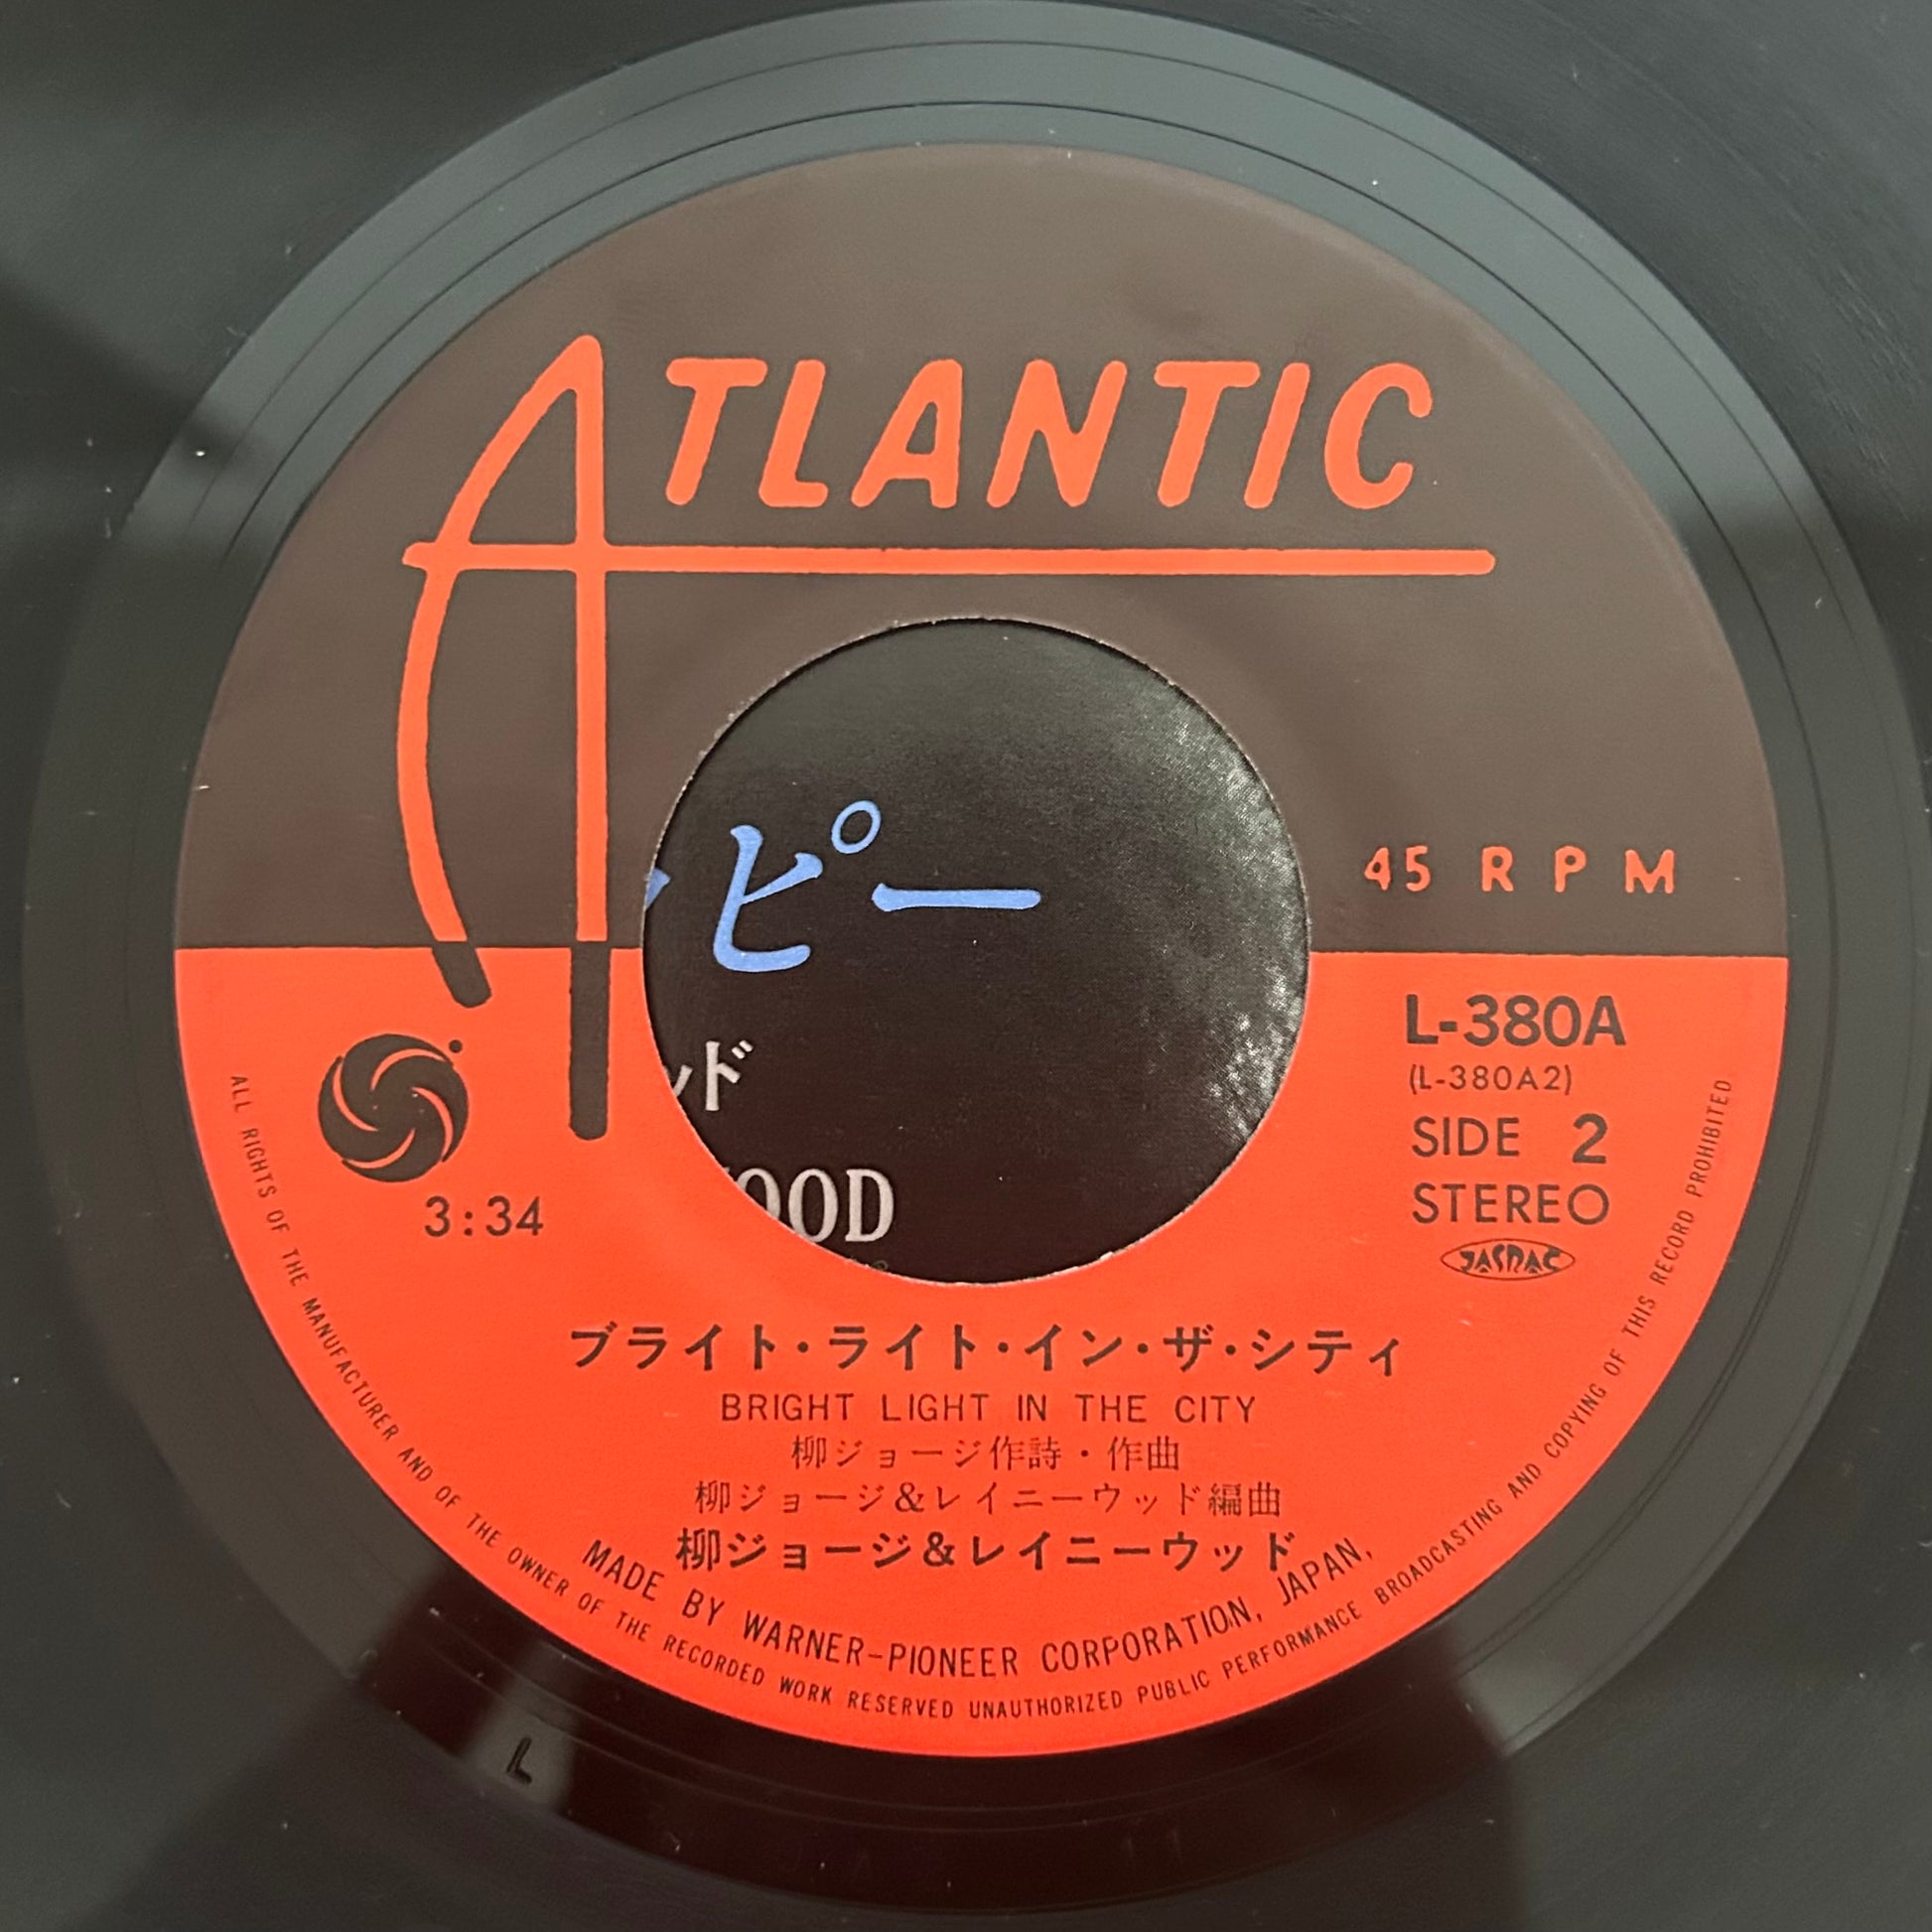 ATLANTIC
45 RPM
ピー
ド
OOD
L-380A
(L-380A2)
SIDE 2
STEREO
JASRAC
3:34
ブライト・ライト・イン・ザ・シティ
BRIGHT LIGHT IN THE CITY
柳ジョージ作詩・作曲
柳ジョージ&レイニーウッド編曲
柳ジョージ&レイニーウッド
MADE BY WARNER-PIONEER CORPORATION, JAPAN,
ALL RIGHTS OF THE MANUFACTURER AND OF THE OWNER OF THE RECORDED WORK RESERVED UNAUTHORIZED PUBLIC PERFORMANCE BROADCASTING AND COPYING OF THIS RECORD PROHIBITED
L